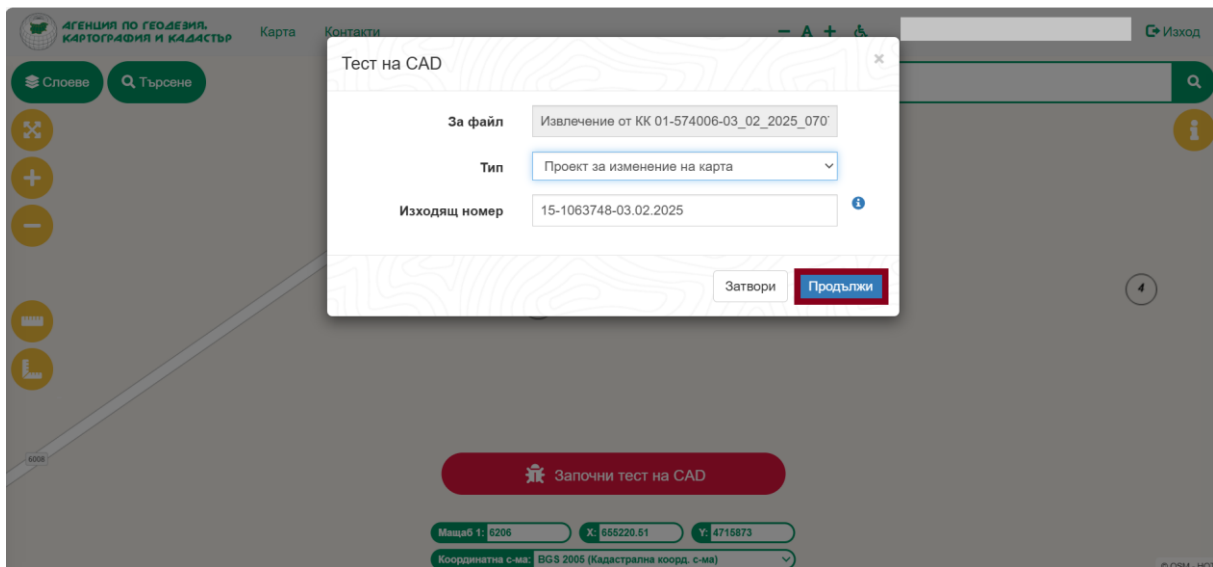 АГЕНЦИЯ ПО ГЕОДЕЗИЯ,
КАРТОГРАФИЯ И КАДАСТЪР
Карта
Контакти
− A +
Изход
Слоеве
Търсене
Тест на CAD
×
За файл
Извлечение от КК 01-574006-03_02_2025_070
Тип
Проект за изменение на карта
Изходящ номер
15-1063748-03.02.2025
Затвори
Продължи
4
6006
Започни тест на CAD
Мащаб 1: 6206
X: 655220.51
Y: 4715873
Координатна с-ма: BGS 2005 (Кадастрална коорд. с-ма)
© OSM - HOT